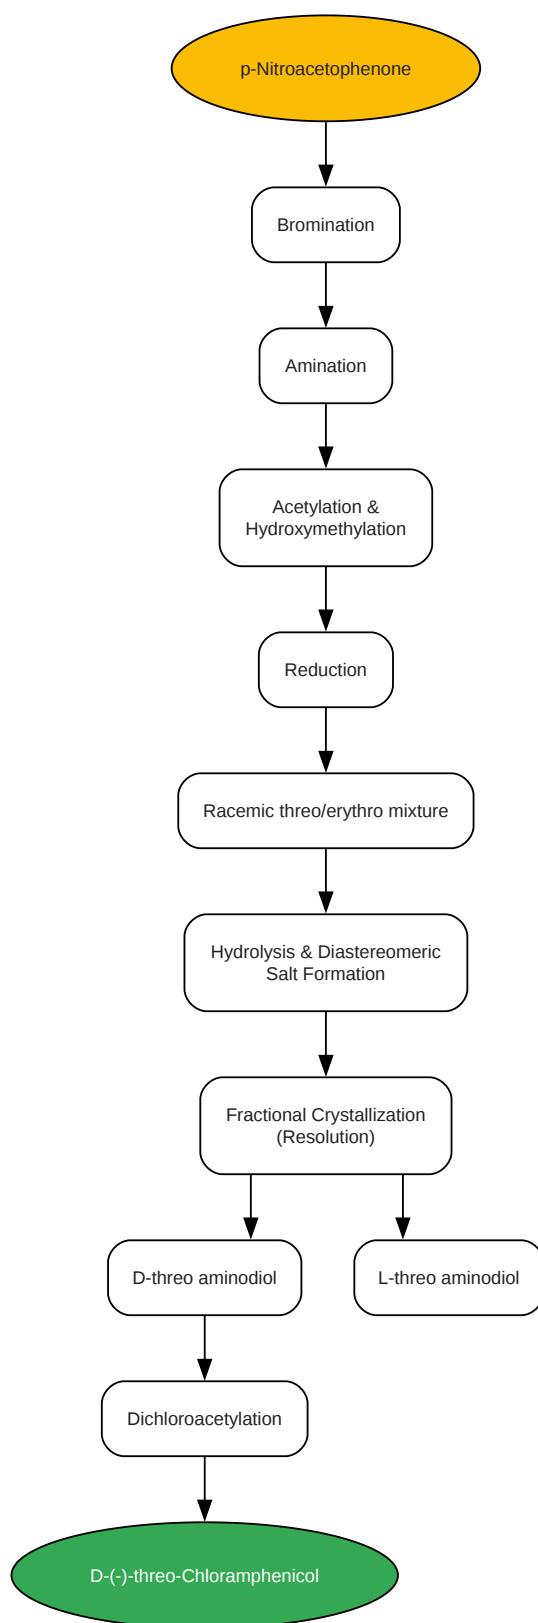 p-Nitroacetophenone
Bromination
Amination
Acetylation &
Hydroxymethylation
Reduction
Racemic threo/erythro mixture
Hydrolysis & Diastereomeric
Salt Formation
Fractional Crystallization
(Resolution)
D-threo aminodiol
L-threo aminodiol
Dichloroacetylation
D-(-)-threo-Chloramphenicol